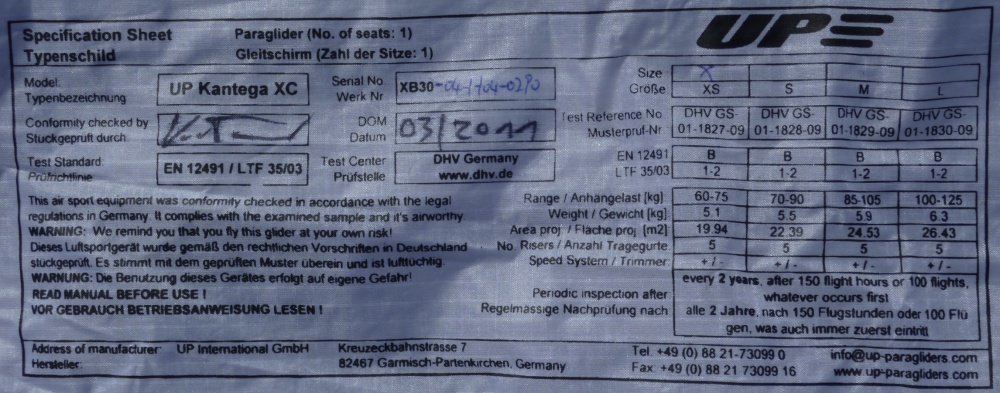 Specification Sheet Paraglider (No. of seats: 1)
Typenschild Gleitschirm (Zahl der Sitze: 1)
UP
Model: UP Kantega XC Serial No XB30
Typenbezeichnung Werk Nr
Conformity checked by DOM 03/2011
Stückgeprüft durch Datum
Test Standard EN 12491 / LTF 35/03 Test Center DHV Germany
Prüfrichtlinie Prüfstelle www.dhv.de
Size X
Größe XS S M L
Test Reference No DHV GS- DHV GS- DHV GS- DHV GS-
Musterpruf-Nr 01-1827-09 01-1828-09 01-1829-09 01-1830-09
EN 12491 B B B B
LTF 35/03 1-2 1-2 1-2 1-2
Range / Anhängelast [kg] 60-75 70-90 85-105 100-125
Weight / Gewicht [kg] 5.1 5.5 5.9 6.3
Area proj / Fläche proj. [m2] 19.94 22.39 24.53 26.43
No. Risers / Anzahl Tragegurte 5 5 5 5
Speed System / Trimmer + / - + / - + / - + / -
Periodic inspection after
Regelmässige Nachprüfung nach
every 2 years, after 150 flight hours or 100 flights,
whatever occurs first
alle 2 Jahre, nach 150 Flugstunden oder 100 Flü
gen, was auch immer zuerst eintritt
This air sport equipment was conformity checked in accordance with the legal
regulations in Germany. It complies with the examined sample and it's airworthy.
WARNING: We remind you that you fly this glider at your own risk!
Dieses Luftsportgerät wurde gemäß den rechtlichen Vorschriften in Deutschland
stückgeprüft. Es stimmt mit dem geprüften Muster überein und ist lufttüchtig.
WARNUNG: Die Benutzung dieses Gerätes erfolgt auf eigene Gefahr!
READ MANUAL BEFORE USE !
VOR GEBRAUCH BETRIEBSANWEISUNG LESEN !
Address of manufacturer: UP International GmbH Kreuzeckbahnstrasse 7 Tel. +49 (0) 88 21-73099 0 info@up-paragliders.com
Hersteller: 82467 Garmisch-Partenkirchen, Germany Fax. +49 (0) 88 21 73099 16 www.up-paragliders.com